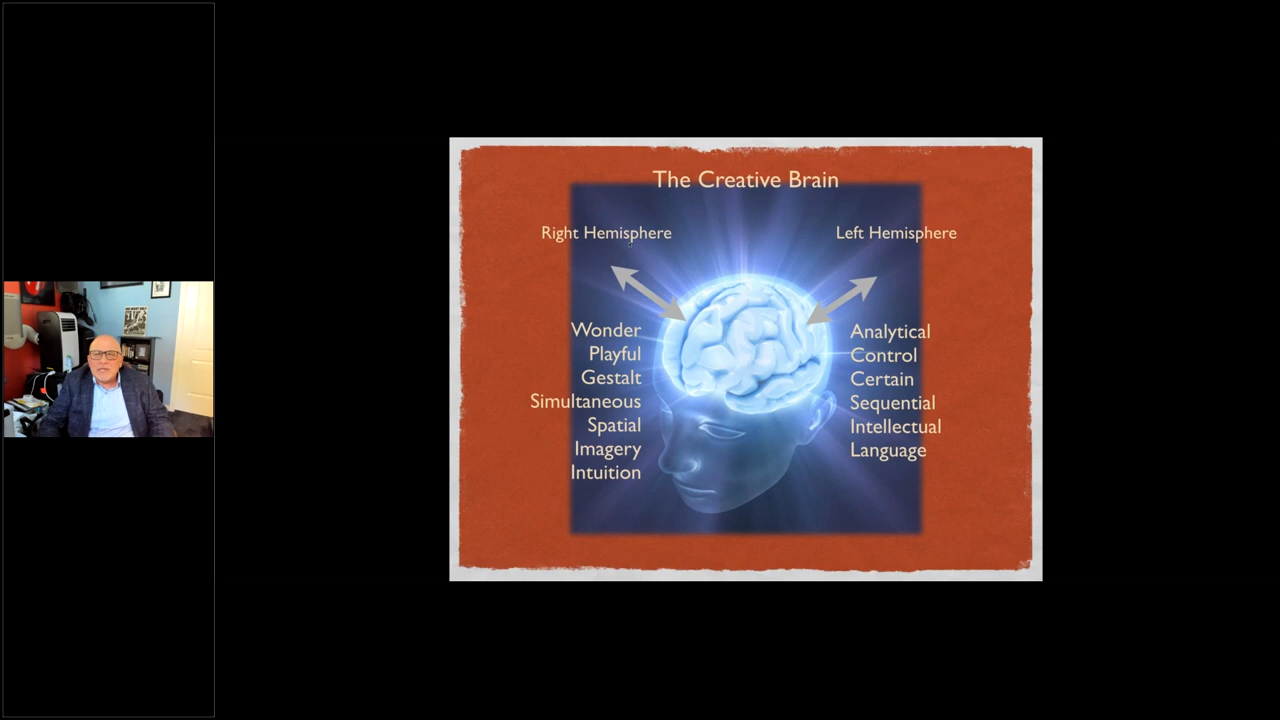 The Creative Brain
Right Hemisphere
Left Hemisphere
Wonder
Playful
Gestalt
Simultaneous
Spatial
Imagery
Intuition
Analytical
Control
Certain
Sequential
Intellectual
Language